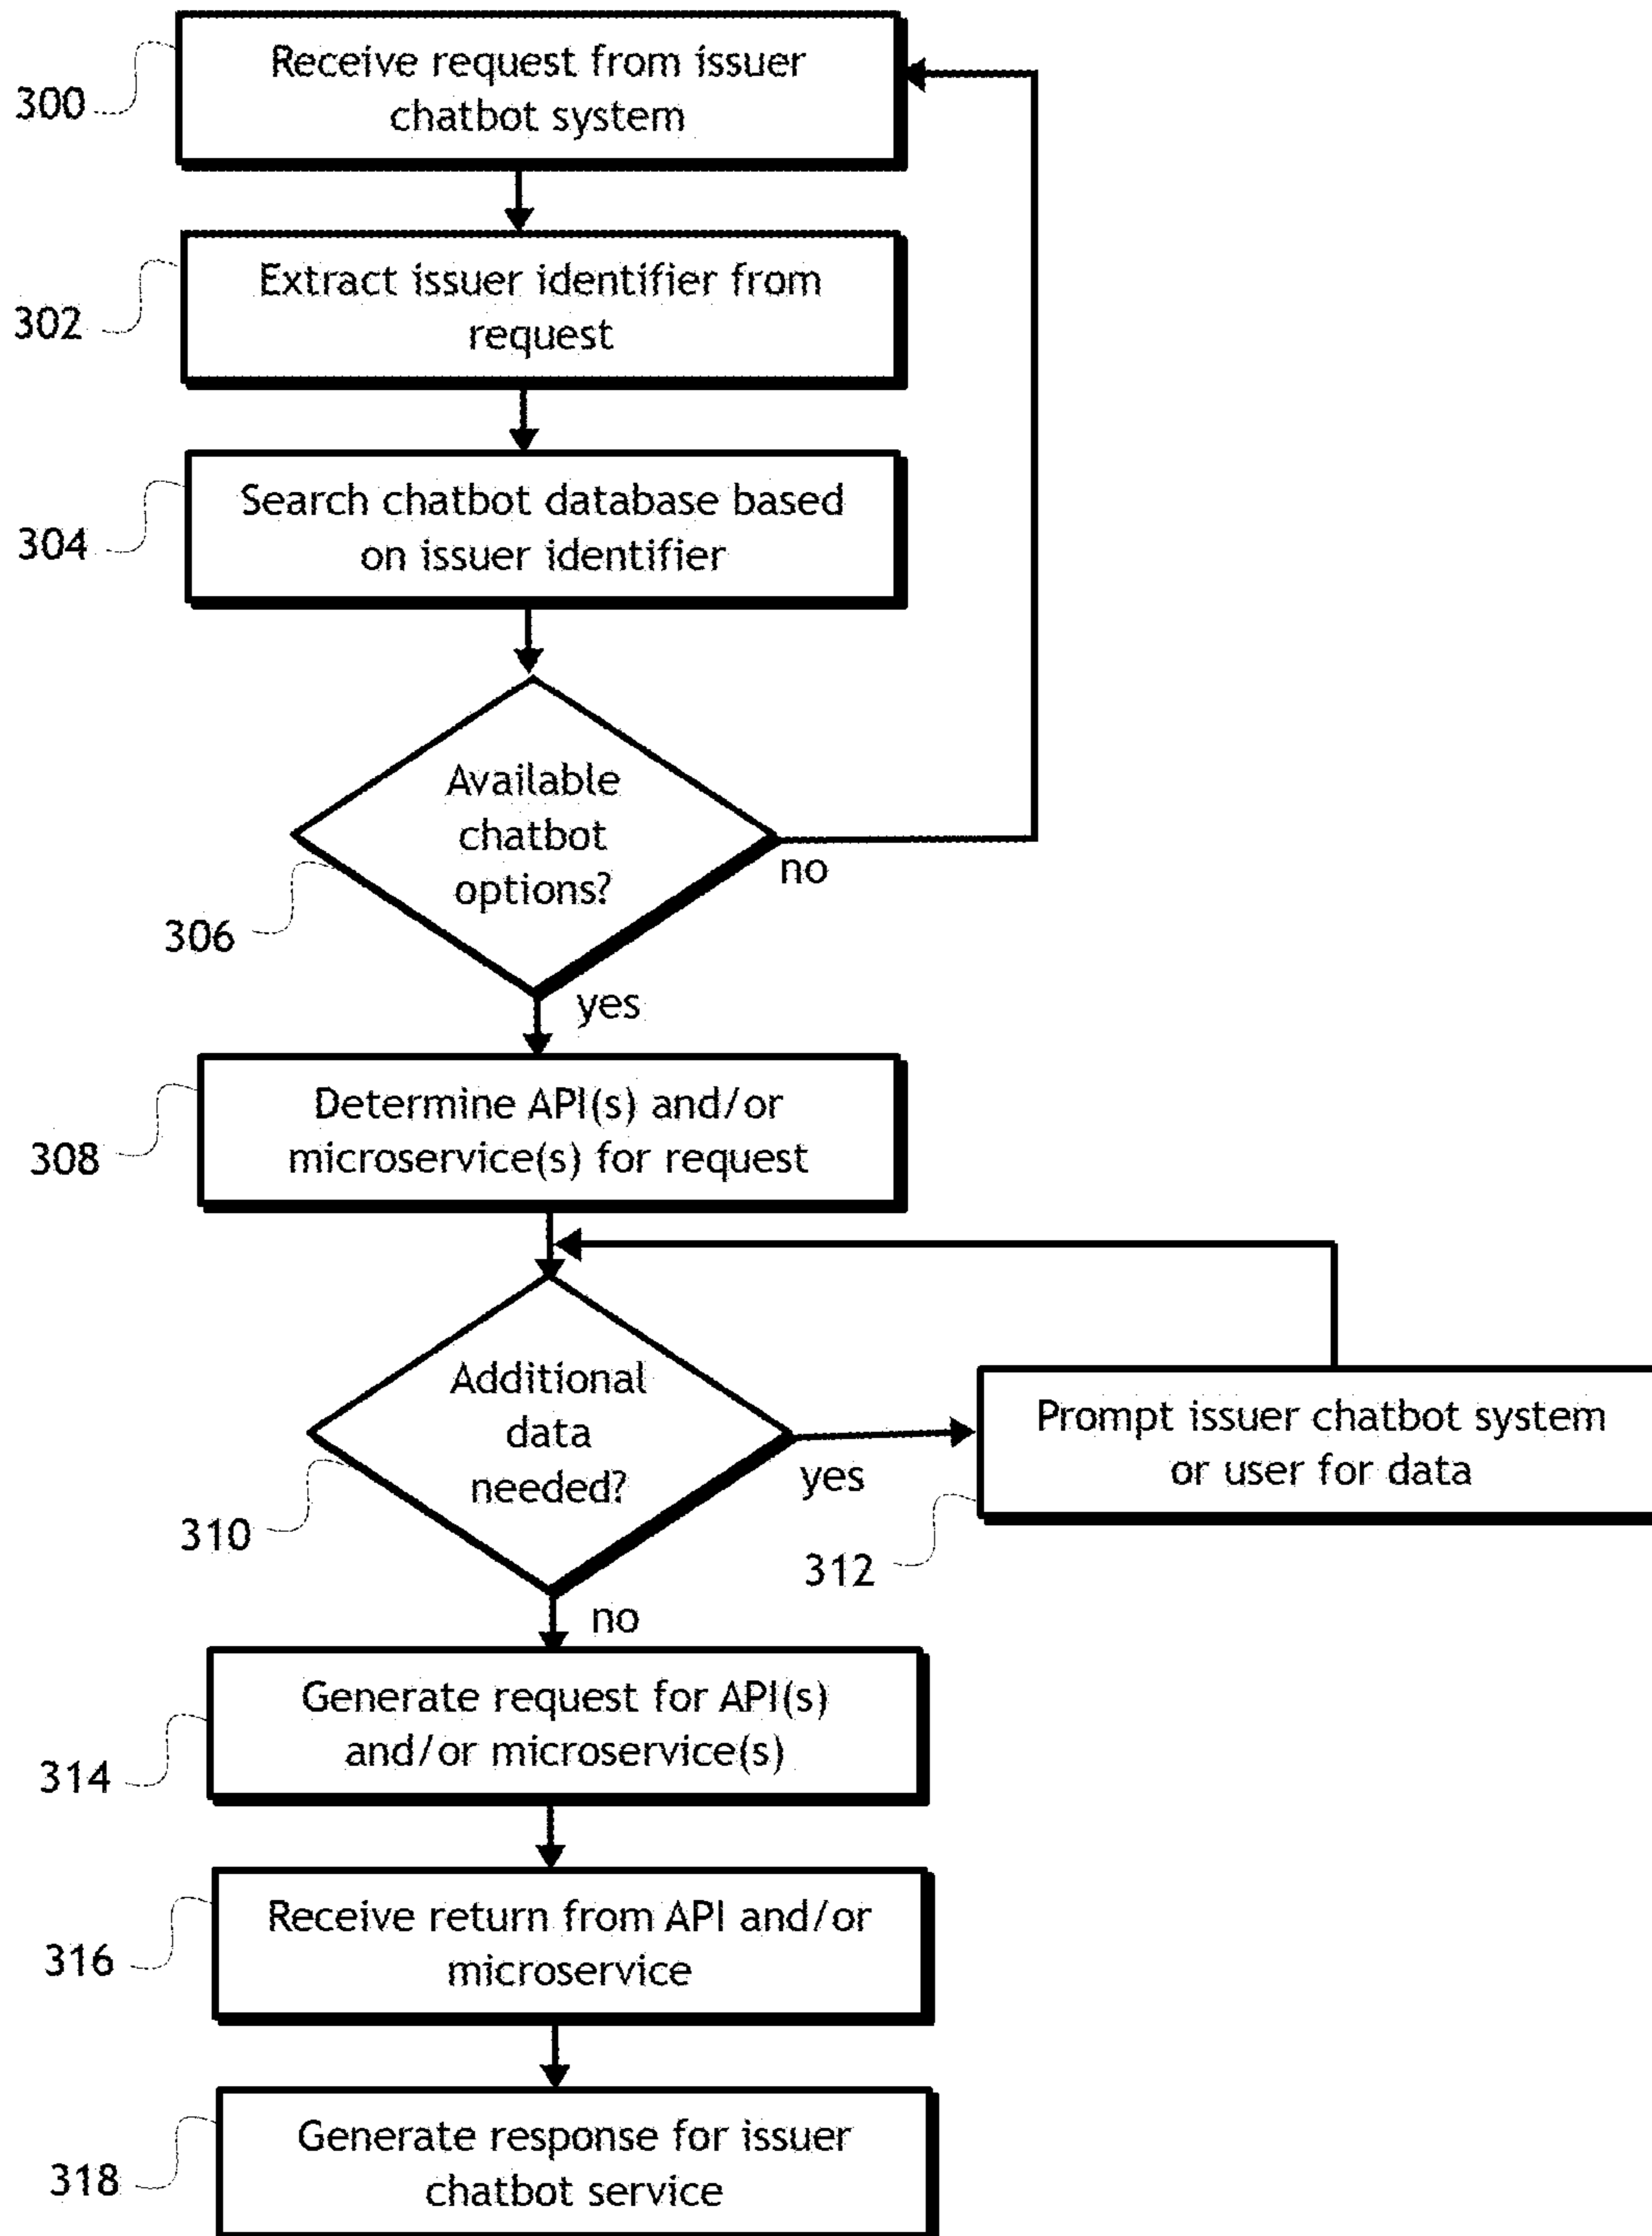 Receive request from issuer
chatbot system
300
Extract issuer identifier from
request
302
Search chatbot database based
on issuer identifier
304
Available
chatbot
options?
no
306
yes
Determine API(s) and/or
microservice(s) for request
308
Additional
data
needed?
yes
310
Prompt issuer chatbot system
or user for data
312
no
Generate request for API(s)
and/or microservice(s)
314
Receive return from API and/or
microservice
316
Generate response for issuer
chatbot service
318